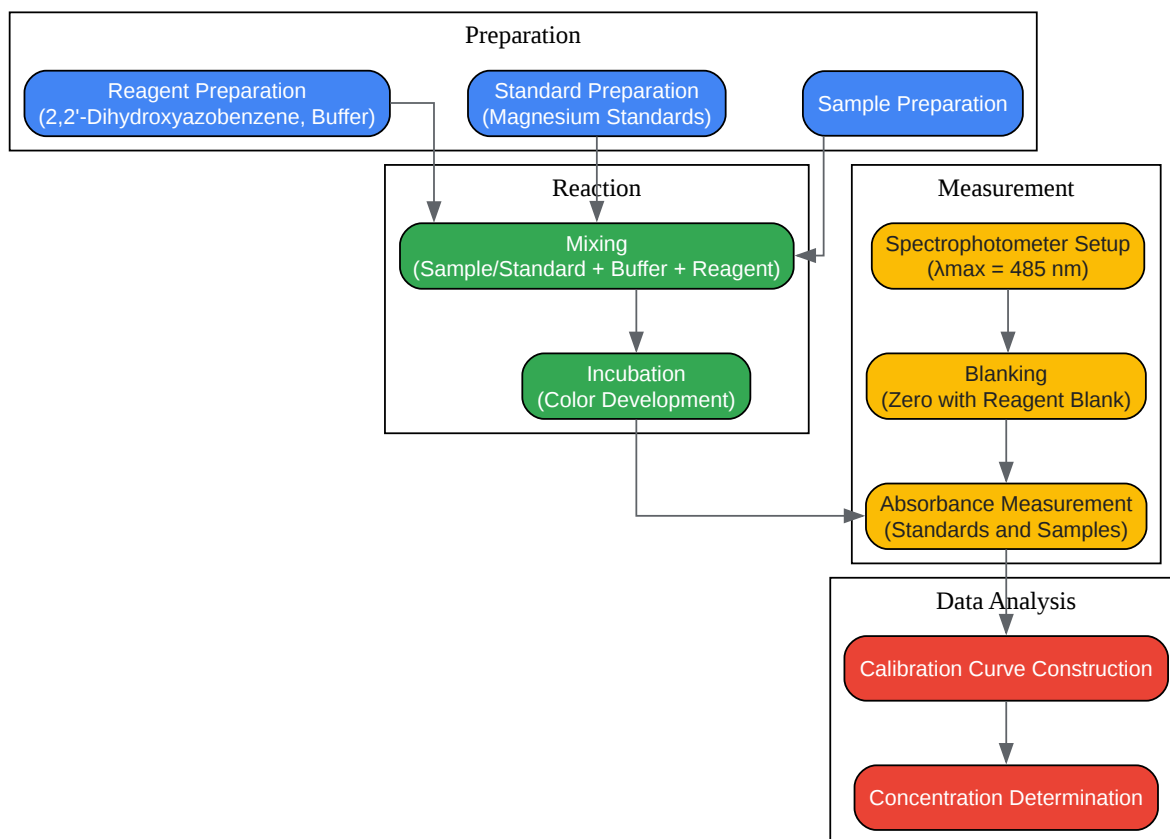 Preparation
Reagent Preparation
(2,2'-Dihydroxyazobenzene, Buffer)
Standard Preparation
(Magnesium Standards)
Sample Preparation
Reaction
Mixing
(Sample/Standard + Buffer + Reagent)
Incubation
(Color Development)
Measurement
Spectrophotometer Setup
(λmax = 485 nm)
Blanking
(Zero with Reagent Blank)
Absorbance Measurement
(Standards and Samples)
Data Analysis
Calibration Curve Construction
Concentration Determination